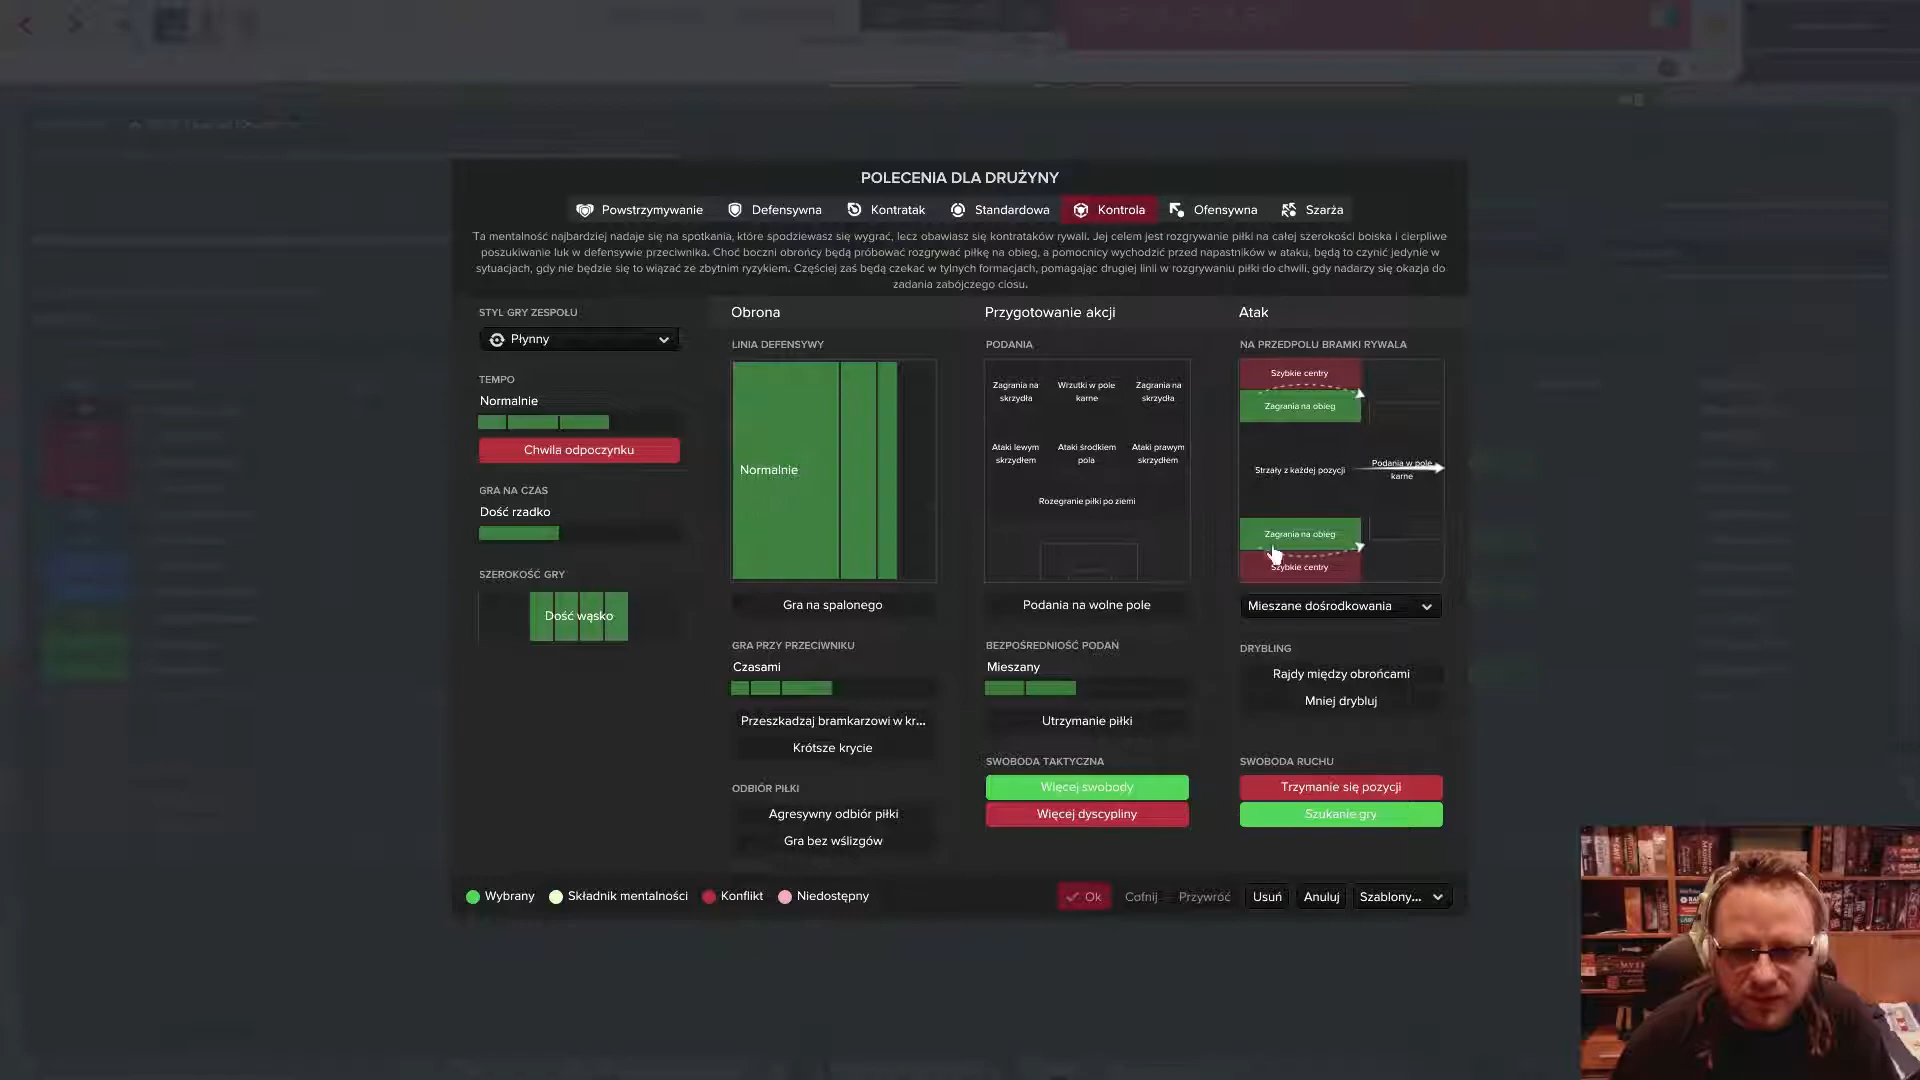 POLECENIA DLA DRUŻYNY
Powstrzymywanie Defensywna Kontratak Standardowa Kontrola Ofensywna Szarża
Ta mentalność najbardziej nadaje się na spotkania, które spodziewasz się wygrać, lecz obawiasz się kontrataków rywali. Jej celem jest rozgrywanie piłki na całej szerokości boiska i cierpliwe
poszukiwanie luk w defensywie przeciwnika. Choć boczni obrońcy będą próbować rozgrywać piłkę na obieg, a pomocnicy wychodzić przed napastników w ataku, będą to czynić jedynie w
sytuacjach, gdy nie będzie się to wiązać ze zbytnim ryzykiem. Częściej zaś będą czekać w tylnych formacjach, pomagając drugiej linii w rozgrywaniu piłki do chwili, gdy nadarzy się okazja do
zadania zabójczego ciosu.
STYL GRY ZESPOŁU
Płynny
TEMPO
Normalnie
Chwila odpoczynku
GRA NA CZAS
Dość rzadko
SZEROKOŚĆ GRY
Dość wąsko
Obrona
LINIA DEFENSYWY
Normalnie
Gra na spalonego
GRA PRZY PRZECIWNIKU
Czasami
Przeszkadzaj bramkarzowi w kr...
Krótsze krycie
ODBIÓR PIŁKI
Agresywny odbiór piłki
Gra bez wślizgów
Przygotowanie akcji
PODANIA
Zagrania na skrzydła
Wrzutki w pole karne
Zagrania na skrzydła
Ataki lewym skrzydłem
Ataki środkiem pola
Ataki prawym skrzydłem
Rozegranie piłki po ziemi
Podania na wolne pole
BEZPOŚREDNIOŚĆ PODAŃ
Mieszany
Utrzymanie piłki
SWOBODA TAKTYCZNA
Więcej swobody
Więcej dyscypliny
Atak
NA PRZEDPOLU BRAMKI RYWALA
Szybkie centry
Zagrania na obieg
Strzały z każdej pozycji
Podania w pole karne
Zagrania na obieg
Szybkie centry
Mieszane dośrodkowania
DRYBLING
Rajdy między obrońcami
Mniej drybluj
SWOBODA RUCHU
Trzymanie się pozycji
Szukanie gry
Wybrany Składnik mentalności Konflikt Niedostępny
Ok Cofnij Przywróć Usuń Anuluj Szablony...